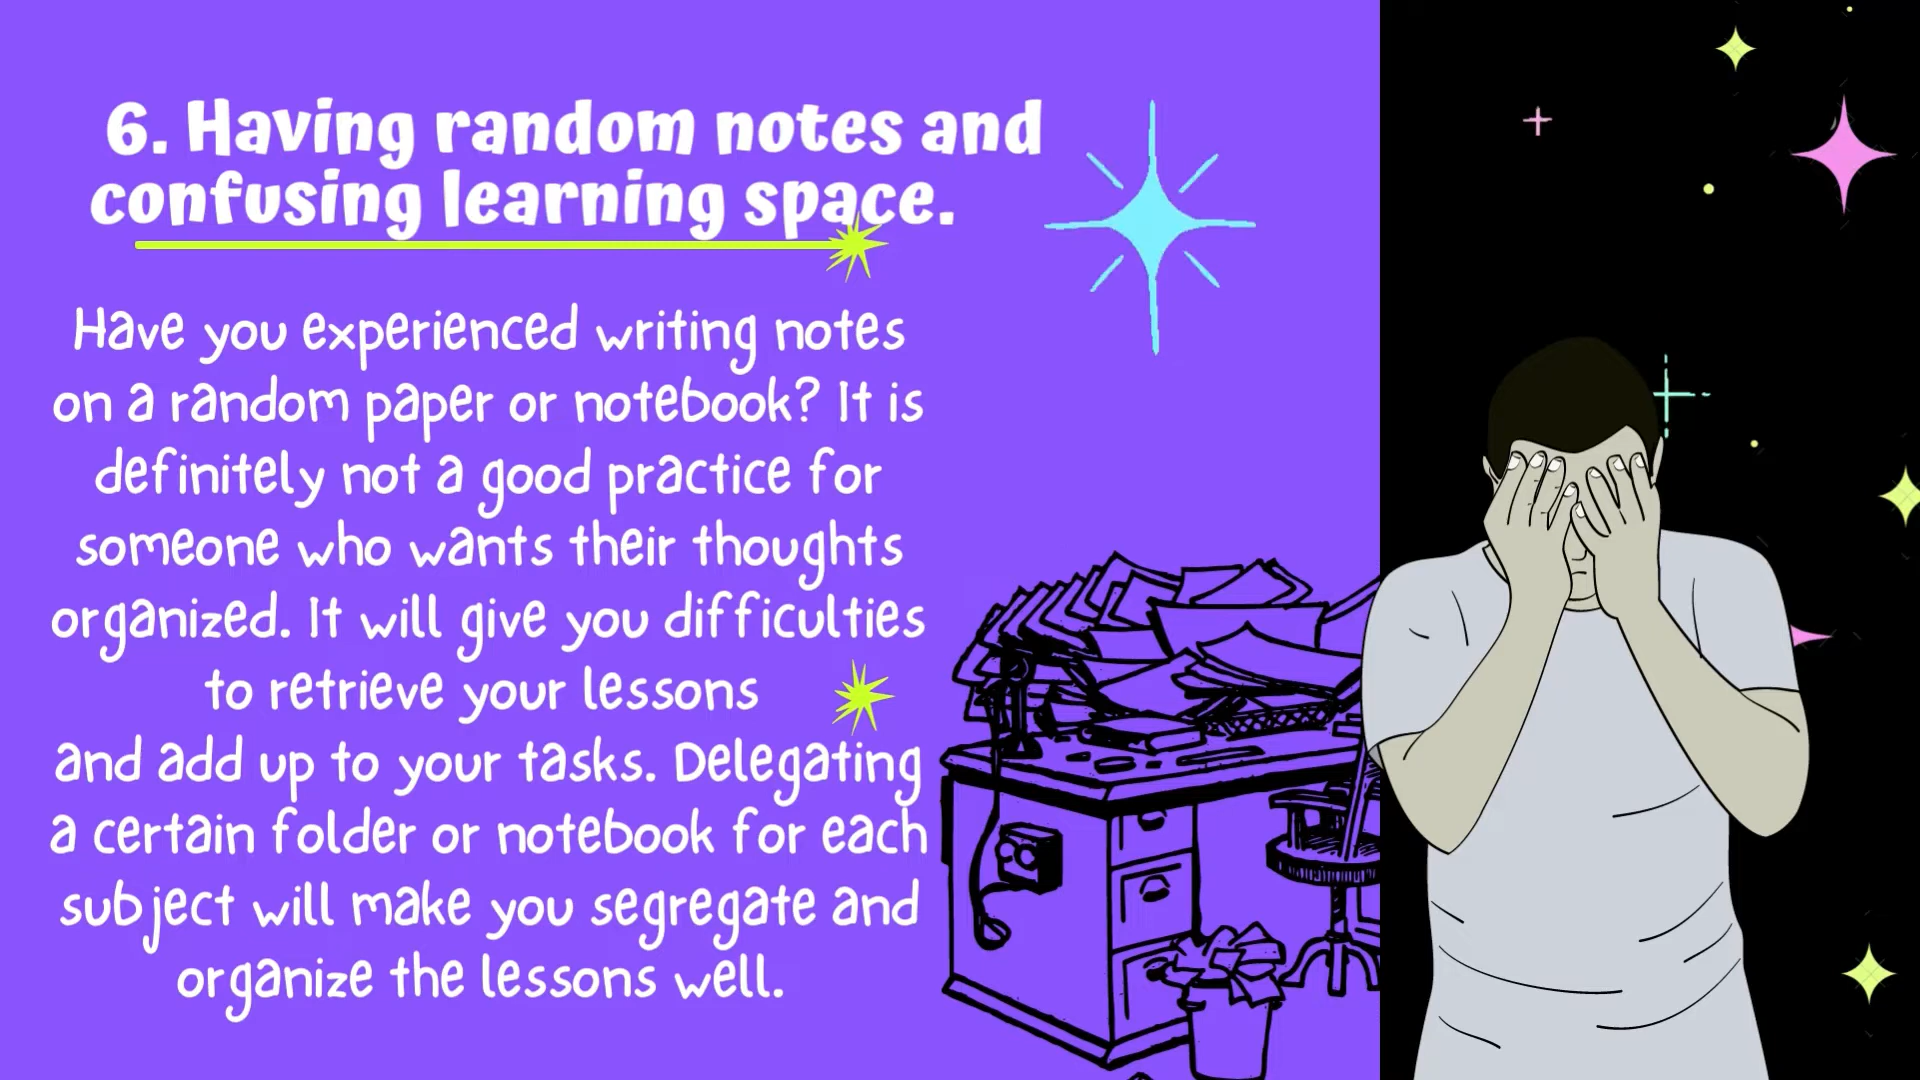 6. Having random notes and
confusing learning space.
Have you experienced writing notes
on a random paper or notebook? It is
definitely not a good practice for
someone who wants their thoughts
organized. It will give you difficulties
to retrieve your lessons
and add up to your tasks. Delegating
a certain folder or notebook for each
subject will make you segregate and
organize the lessons well.